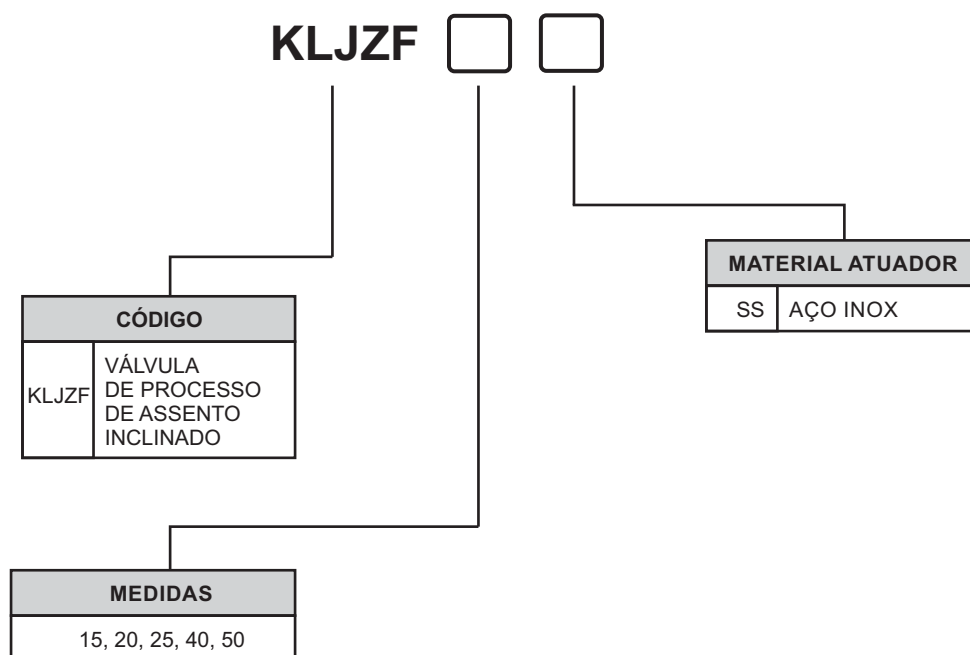 KLJZF
MATERIAL ATUADOR
SS AÇO INOX
CÓDIGO
KLJZF
VÁLVULA
DE PROCESSO
DE ASSENTO
INCLINADO
MEDIDAS
15, 20, 25, 40, 50